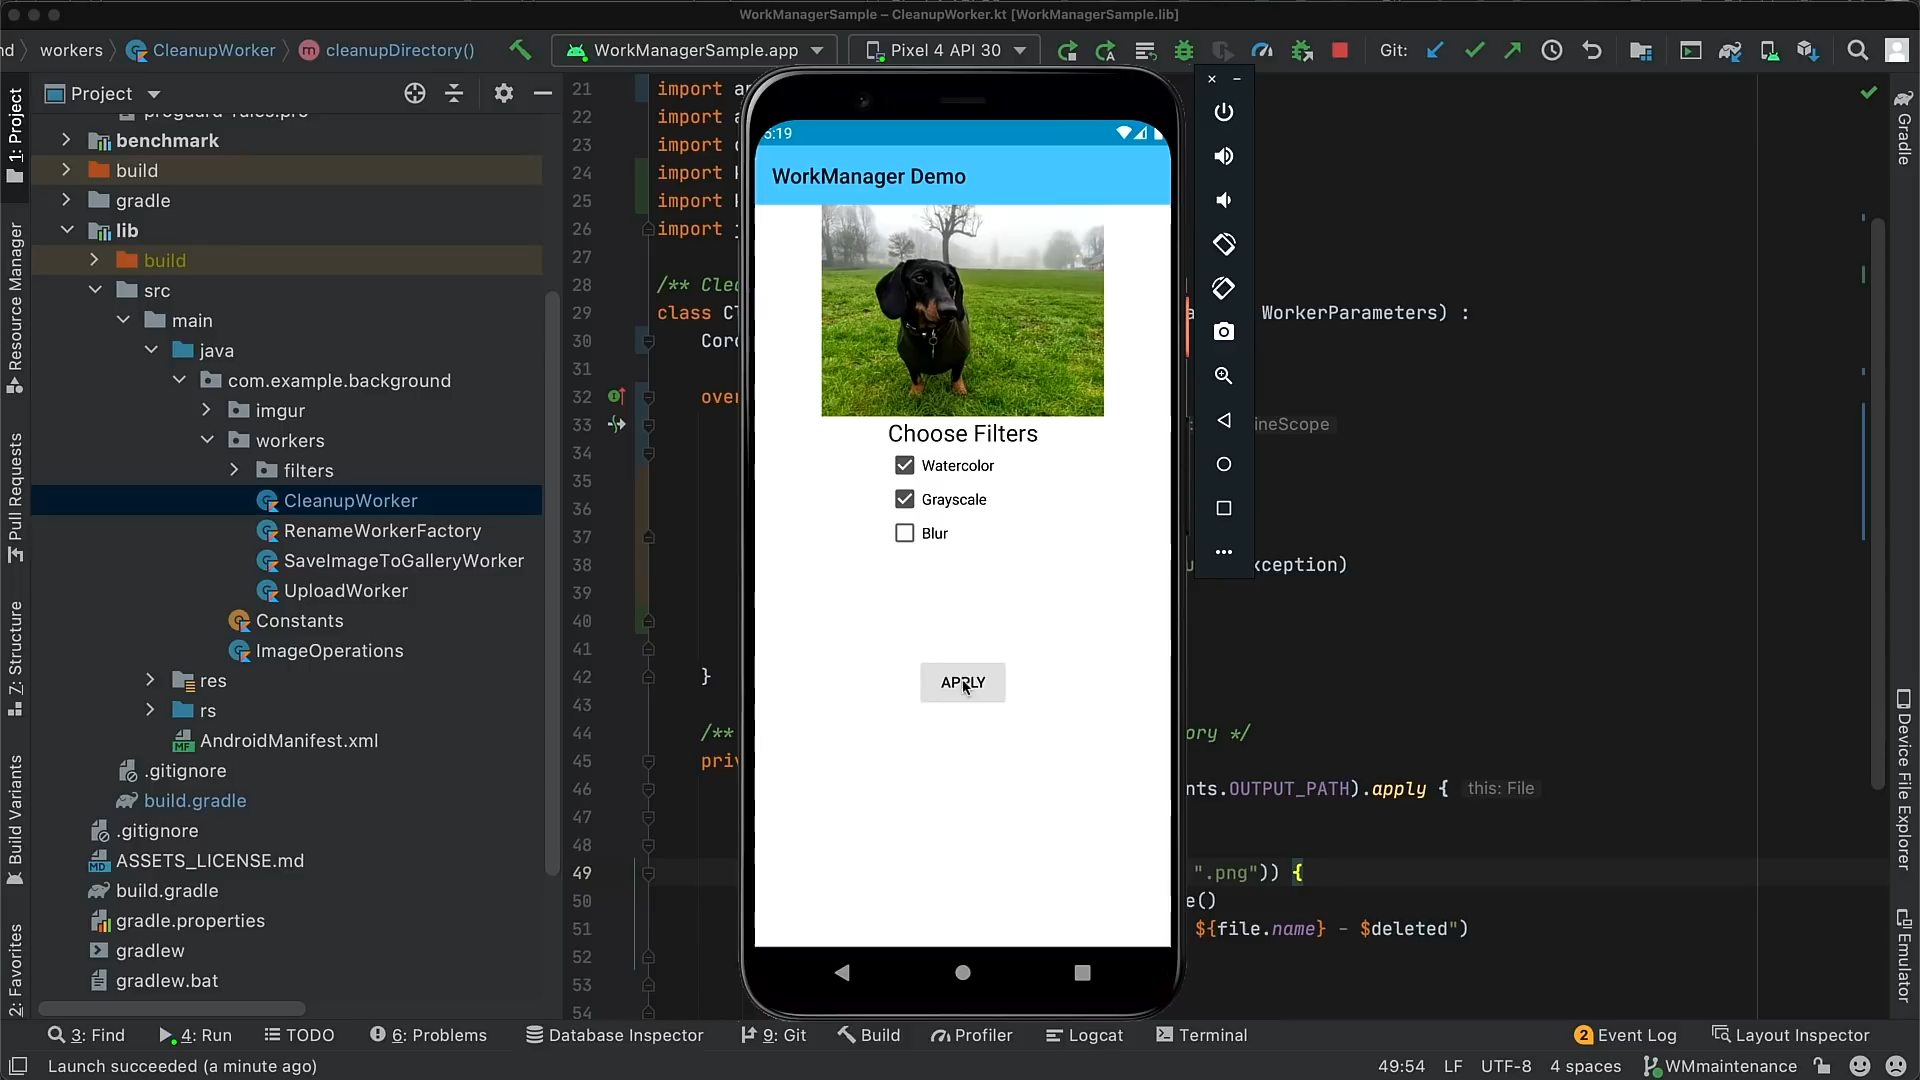 WorkManagerSample – CleanupWorker.kt [WorkManagerSample.lib]
workers
CleanupWorker
cleanupDirectory()
WorkManagerSample.app
Pixel 4 API 30
Git:
1: Project
Resource Manager
Pull Requests
7: Structure
Build Variants
2: Favorites
Project
benchmark
build
gradle
lib
build
src
main
java
com.example.background
imgur
workers
filters
CleanupWorker
RenameWorkerFactory
SaveImageToGalleryWorker
UploadWorker
Constants
ImageOperations
res
rs
AndroidManifest.xml
.gitignore
build.gradle
.gitignore
ASSETS_LICENSE.md
build.gradle
gradle.properties
gradlew
gradlew.bat
21 import
22 import
23 import
24 import
25 import
26 import
27
28 /**
29 class WorkerParameters) :
30
31
32
33
34
35
36
37
38
39
40
41
42 }
43
44 /** */
45
46 .OUTPUT_PATH).apply { this: File
47
48
49 ".png")) {
50
51 ${file.name} - $deleted")
52
53
54
5:19
WorkManager Demo
Choose Filters
Watercolor
Grayscale
Blur
APPLY
Gradle
Device File Explorer
Emulator
3: Find
4: Run
TODO
6: Problems
Database Inspector
9: Git
Build
Profiler
Logcat
Terminal
2 Event Log
Layout Inspector
Launch succeeded (a minute ago)
49:54
LF
UTF-8
4 spaces
WMmaintenance